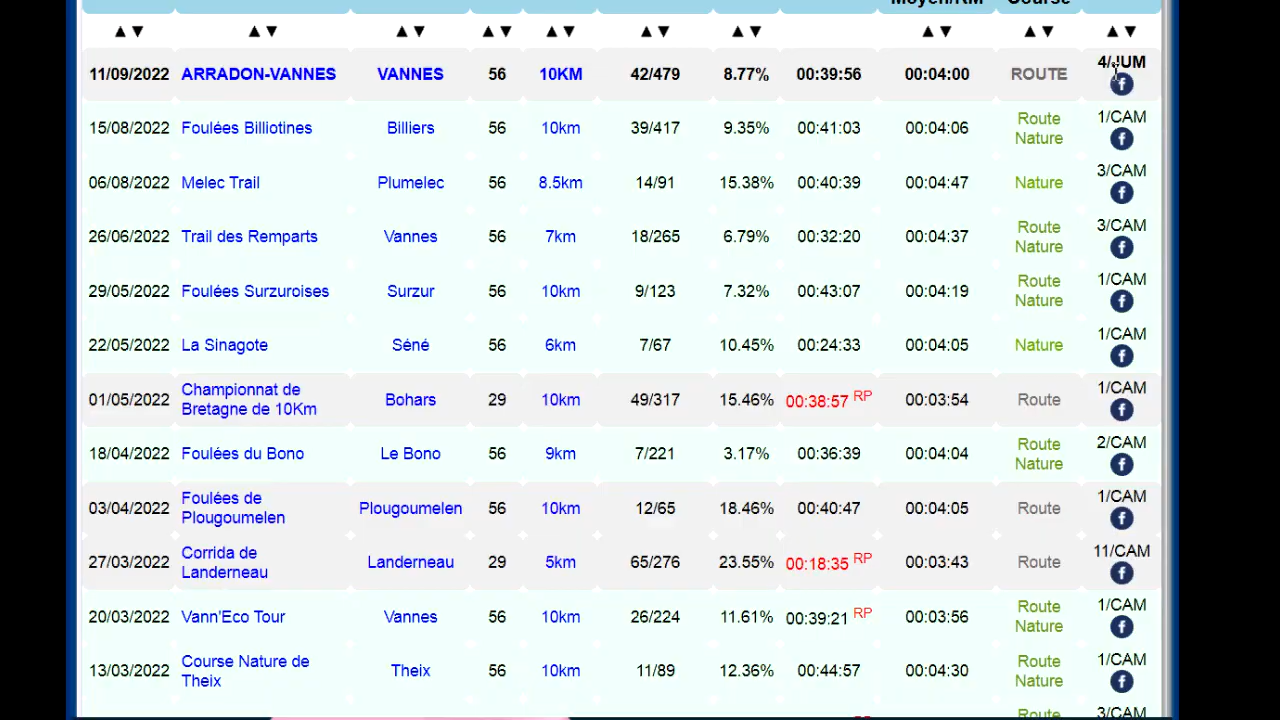 Moyen/KM Course
▲▼ ▲▼ ▲▼ ▲▼ ▲▼ ▲▼ ▲▼ ▲▼ ▲▼ ▲▼
11/09/2022 ARRADON-VANNES VANNES 56 10KM 42/479 8.77% 00:39:56 00:04:00 ROUTE 4/JUM
15/08/2022 Foulées Billiotines Billiers 56 10km 39/417 9.35% 00:41:03 00:04:06 Route Nature 1/CAM
06/08/2022 Melec Trail Plumelec 56 8.5km 14/91 15.38% 00:40:39 00:04:47 Nature 3/CAM
26/06/2022 Trail des Remparts Vannes 56 7km 18/265 6.79% 00:32:20 00:04:37 Route Nature 3/CAM
29/05/2022 Foulées Surzuroises Surzur 56 10km 9/123 7.32% 00:43:07 00:04:19 Route Nature 1/CAM
22/05/2022 La Sinagote Séné 56 6km 7/67 10.45% 00:24:33 00:04:05 Nature 1/CAM
01/05/2022 Championnat de Bretagne de 10Km Bohars 29 10km 49/317 15.46% 00:38:57 RP 00:03:54 Route 1/CAM
18/04/2022 Foulées du Bono Le Bono 56 9km 7/221 3.17% 00:36:39 00:04:04 Route Nature 2/CAM
03/04/2022 Foulées de Plougoumelen Plougoumelen 56 10km 12/65 18.46% 00:40:47 00:04:05 Route 1/CAM
27/03/2022 Corrida de Landerneau Landerneau 29 5km 65/276 23.55% 00:18:35 RP 00:03:43 Route 11/CAM
20/03/2022 Vann'Eco Tour Vannes 56 10km 26/224 11.61% 00:39:21 RP 00:03:56 Route Nature 1/CAM
13/03/2022 Course Nature de Theix Theix 56 10km 11/89 12.36% 00:44:57 00:04:30 Route Nature 1/CAM
Route 3/CAM